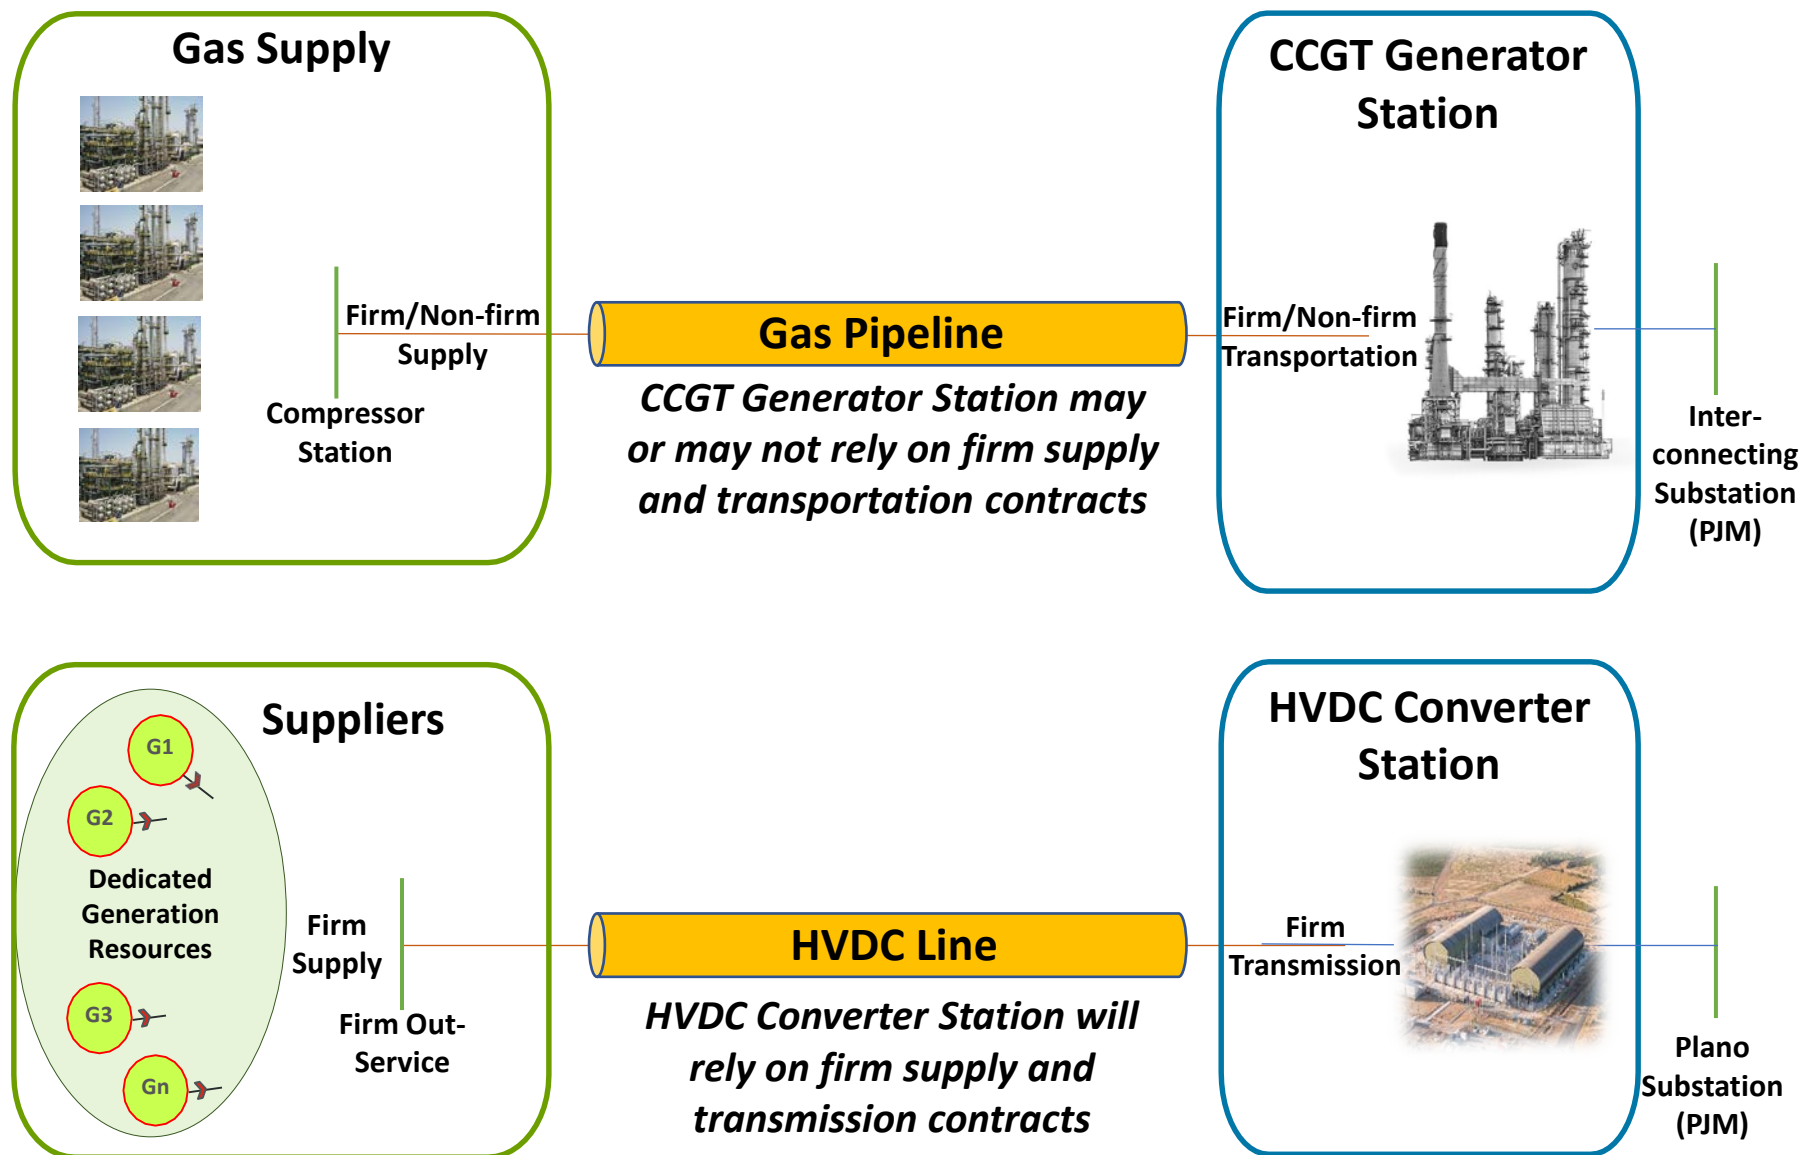 Gas Supply
Firm/Non-firm
Supply
Compressor
Station
Gas Pipeline
CCGT Generator Station may
or may not rely on firm supply
and transportation contracts
CCGT Generator
Station
Firm/Non-firm
Transportation
Inter-
connecting
Substation
(PJM)
Suppliers
G1
G2
Dedicated
Generation
Resources
G3
Gn
Firm
Supply
Firm Out-
Service
HVDC Line
HVDC Converter Station will
rely on firm supply and
transmission contracts
HVDC Converter
Station
Firm
Transmission
Plano
Substation
(PJM)